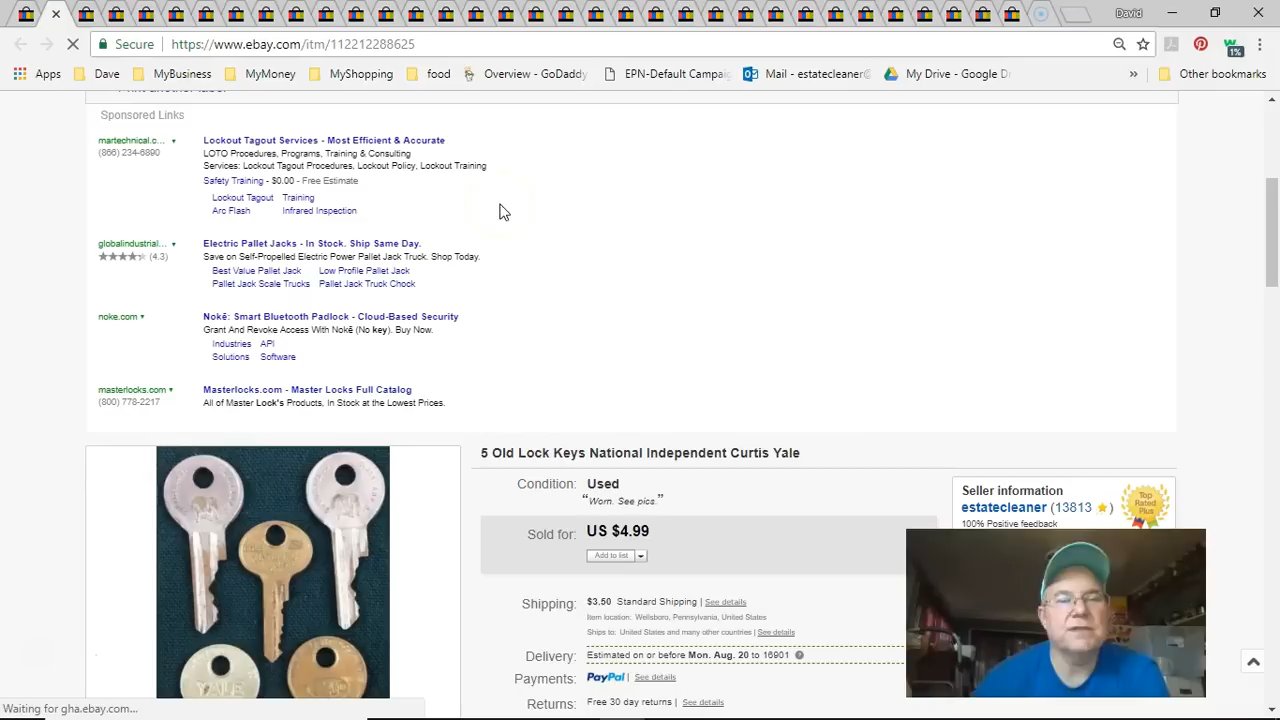 David
Secure
https://www.ebay.com/itm/112212288625
1%
Apps Dave MyBusiness MyMoney MyShopping food Overview - GoDaddy EPN-Default Campai Mail - estatecleaner@ My Drive - Google Dr » Other bookmarks
Sponsored Links
martechnical.c... Lockout Tagout Services - Most Efficient & Accurate
(866) 234-6890 LOTO Procedures, Programs, Training & Consulting
Services: Lockout Tagout Procedures, Lockout Policy, Lockout Training
Safety Training - $0.00 - Free Estimate
Lockout Tagout Training
Arc Flash Infrared Inspection
globalindustrial... Electric Pallet Jacks - In Stock. Ship Same Day.
(4.3) Save on Self-Propelled Electric Power Pallet Jack Truck. Shop Today.
Best Value Pallet Jack Low Profile Pallet Jack
Pallet Jack Scale Trucks Pallet Jack Truck Chock
noke.com Nokē: Smart Bluetooth Padlock - Cloud-Based Security
Grant And Revoke Access With Nokē (No key). Buy Now.
Industries API
Solutions Software
masterlocks.com Masterlocks.com - Master Locks Full Catalog
(800) 778-2217 All of Master Lock's Products, In Stock at the Lowest Prices.
5 Old Lock Keys National Independent Curtis Yale
Condition: Used
“Worn. See pics.”
Sold for: US $4.99
Add to list
Shipping: $3.50 Standard Shipping | See details
Item location: Wellsboro, Pennsylvania, United States
Ships to: United States and many other countries | See details
Delivery: Estimated on or before Mon. Aug. 20 to 16901
Payments: PayPal | See details
Returns: Free 30 day returns | See details
Seller information
estatecleaner (13813 )
100% Positive feedback
Top
Rated
Plus
YALE
Waiting for gha.ebay.com...